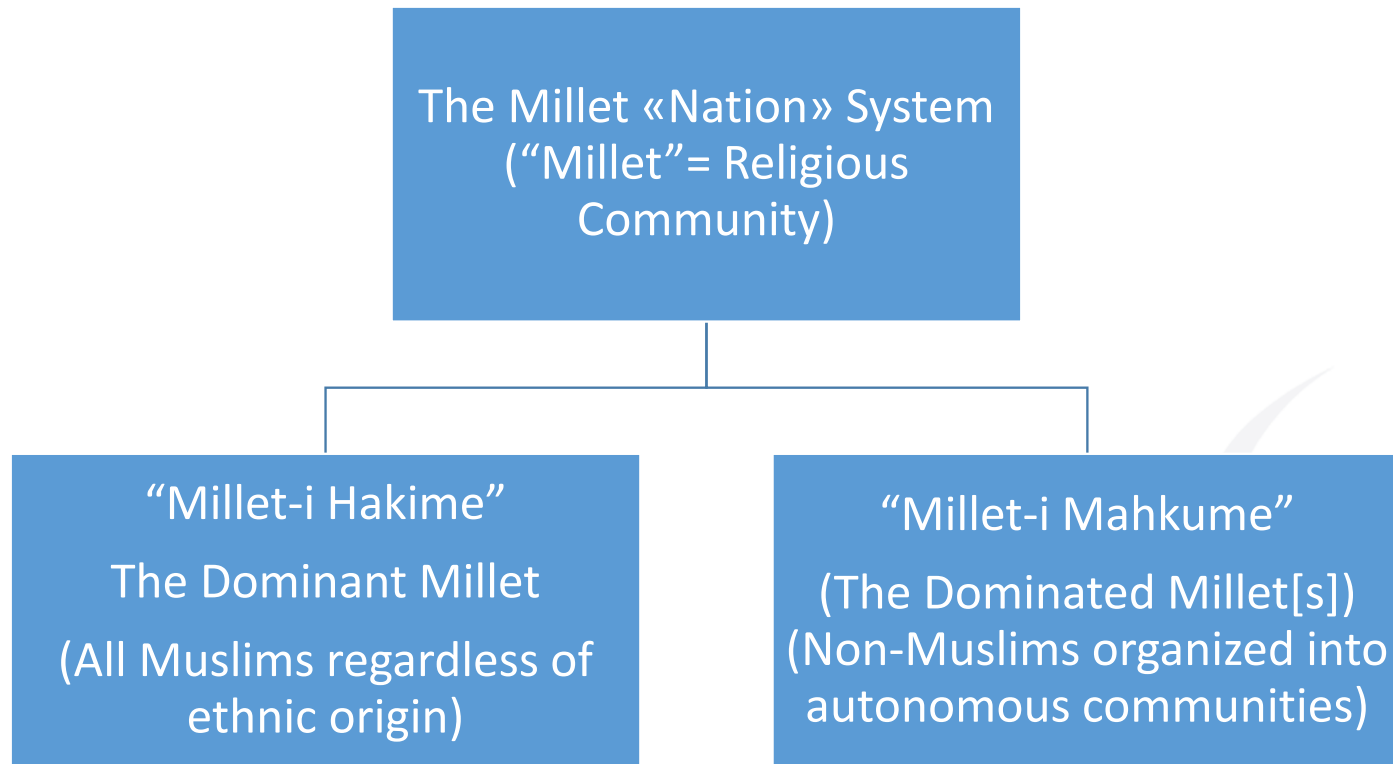 The Millet «Nation» System
(“Millet”= Religious
Community)
“Millet-i Hakime”
The Dominant Millet
(All Muslims regardless of
ethnic origin)
“Millet-i Mahkume”
(The Dominated Millet[s])
(Non-Muslims organized into
autonomous communities)